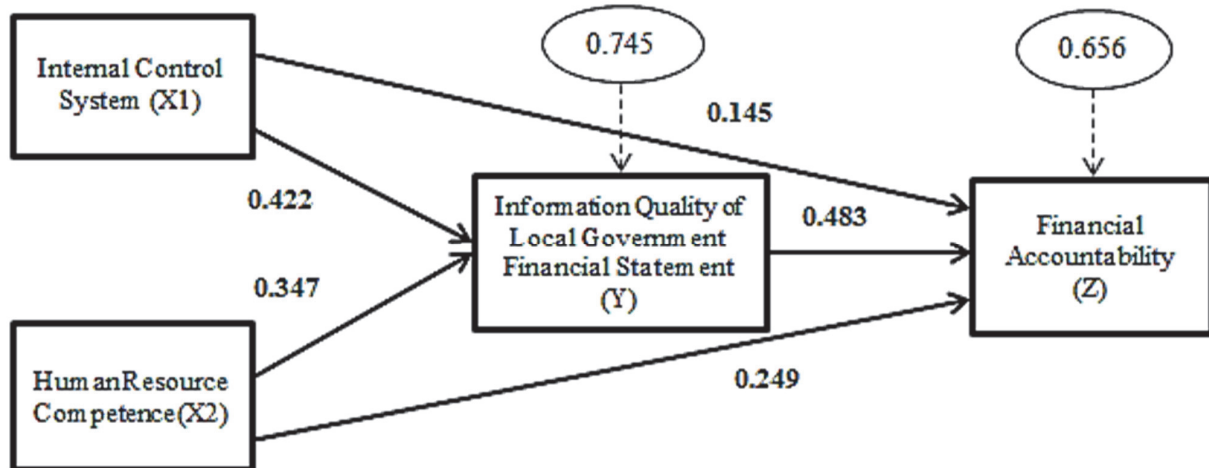 Internal Control
System (X1)
0.745
0.656
0.145
0.422
Information Quality of
Local Government
Financial Statement
(Y)
0.483
Financial
Accountability
(Z)
0.347
Human Resource
Competence (X2)
0.249